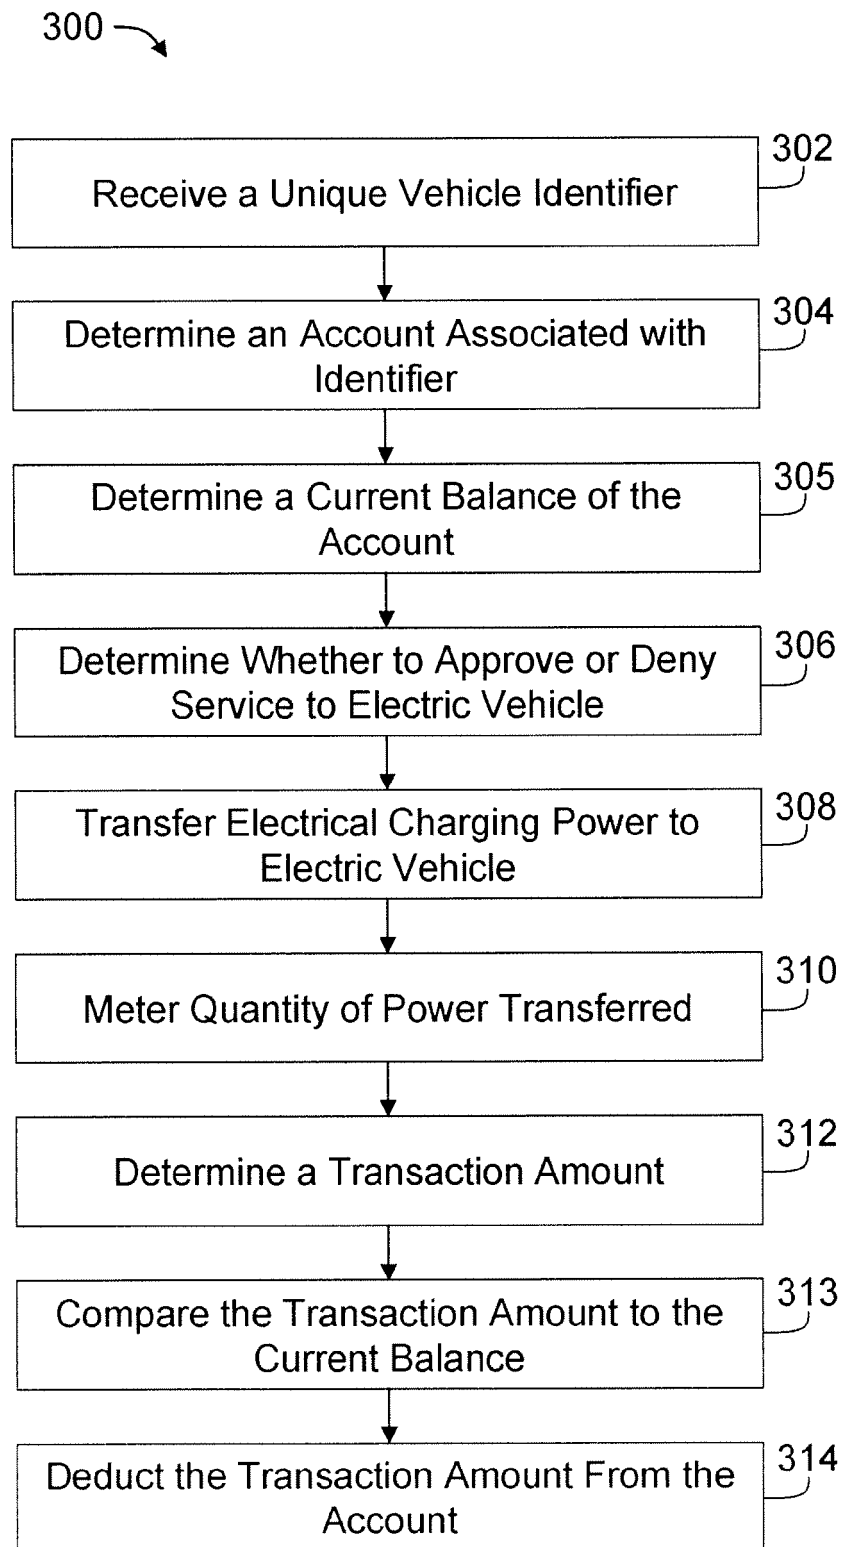 300
302
Receive a Unique Vehicle Identifier
304
Determine an Account Associated with
Identifier
305
Determine a Current Balance of the
Account
306
Determine Whether to Approve or Deny
Service to Electric Vehicle
308
Transfer Electrical Charging Power to
Electric Vehicle
310
Meter Quantity of Power Transferred
312
Determine a Transaction Amount
313
Compare the Transaction Amount to the
Current Balance
314
Deduct the Transaction Amount From the
Account